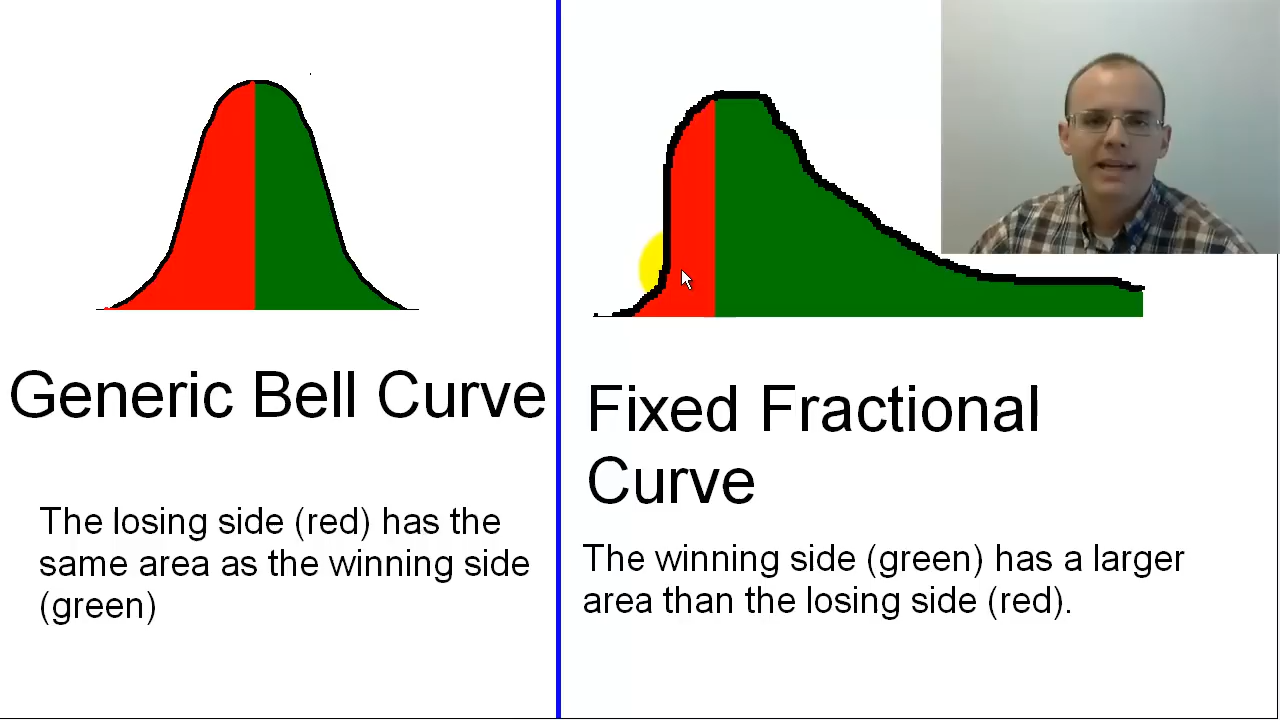 Generic Bell Curve
The losing side (red) has the
same area as the winning side
(green)
Fixed Fractional
Curve
The winning side (green) has a larger
area than the losing side (red).